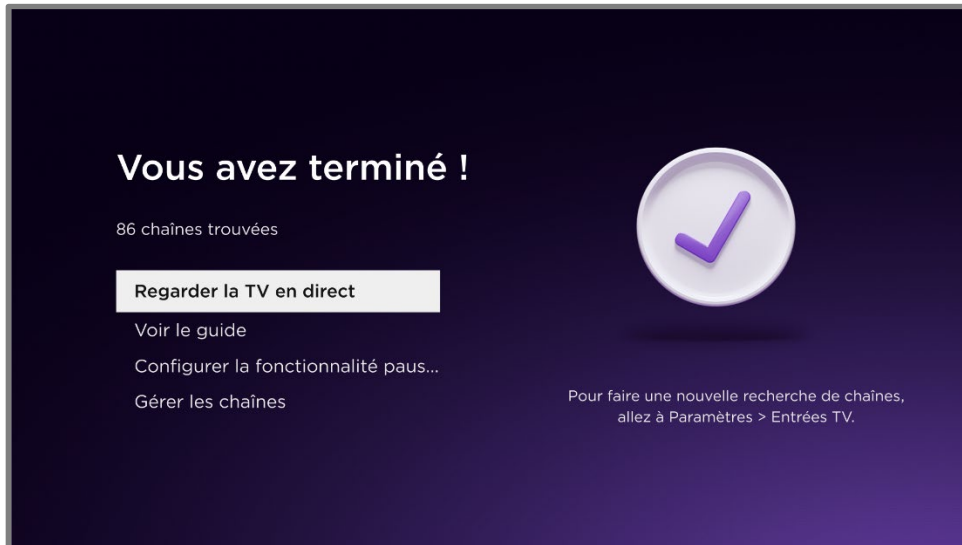 Vous avez terminé !
86 chaînes trouvées
Regarder la TV en direct
Voir le guide
Configurer la fonctionnalité paus...
Gérer les chaînes
Pour faire une nouvelle recherche de chaînes,
allez à Paramètres > Entrées TV.